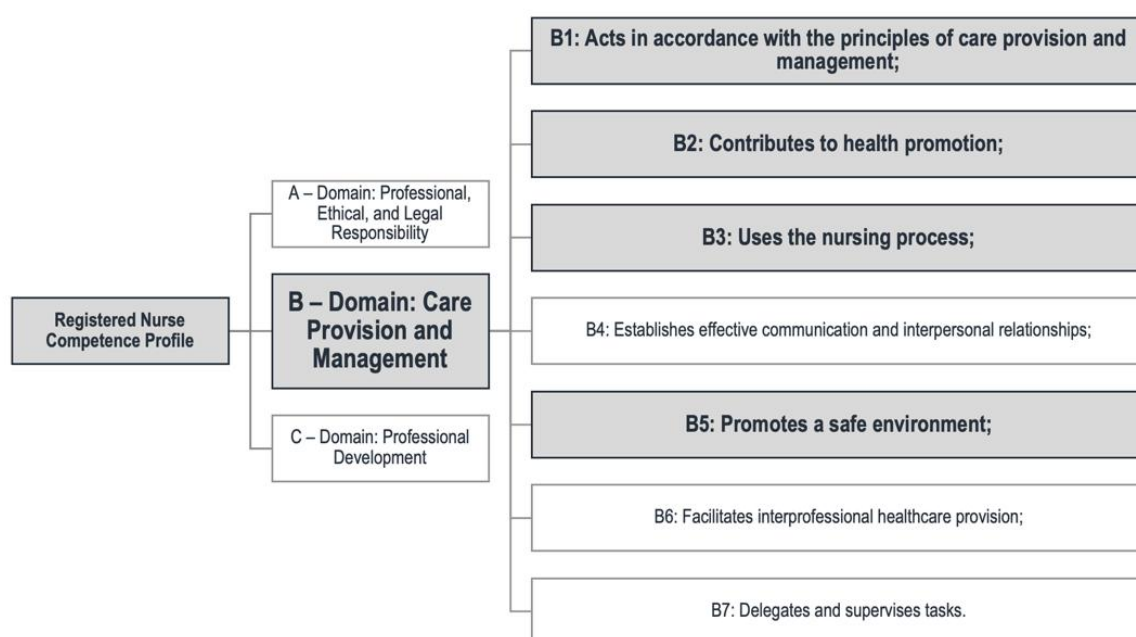 Registered Nurse
Competence Profile
A – Domain: Professional,
Ethical, and Legal
Responsibility
B – Domain: Care
Provision and
Management
C – Domain: Professional
Development
B1: Acts in accordance with the principles of care provision and
management;
B2: Contributes to health promotion;
B3: Uses the nursing process;
B4: Establishes effective communication and interpersonal relationships;
B5: Promotes a safe environment;
B6: Facilitates interprofessional healthcare provision;
B7: Delegates and supervises tasks.